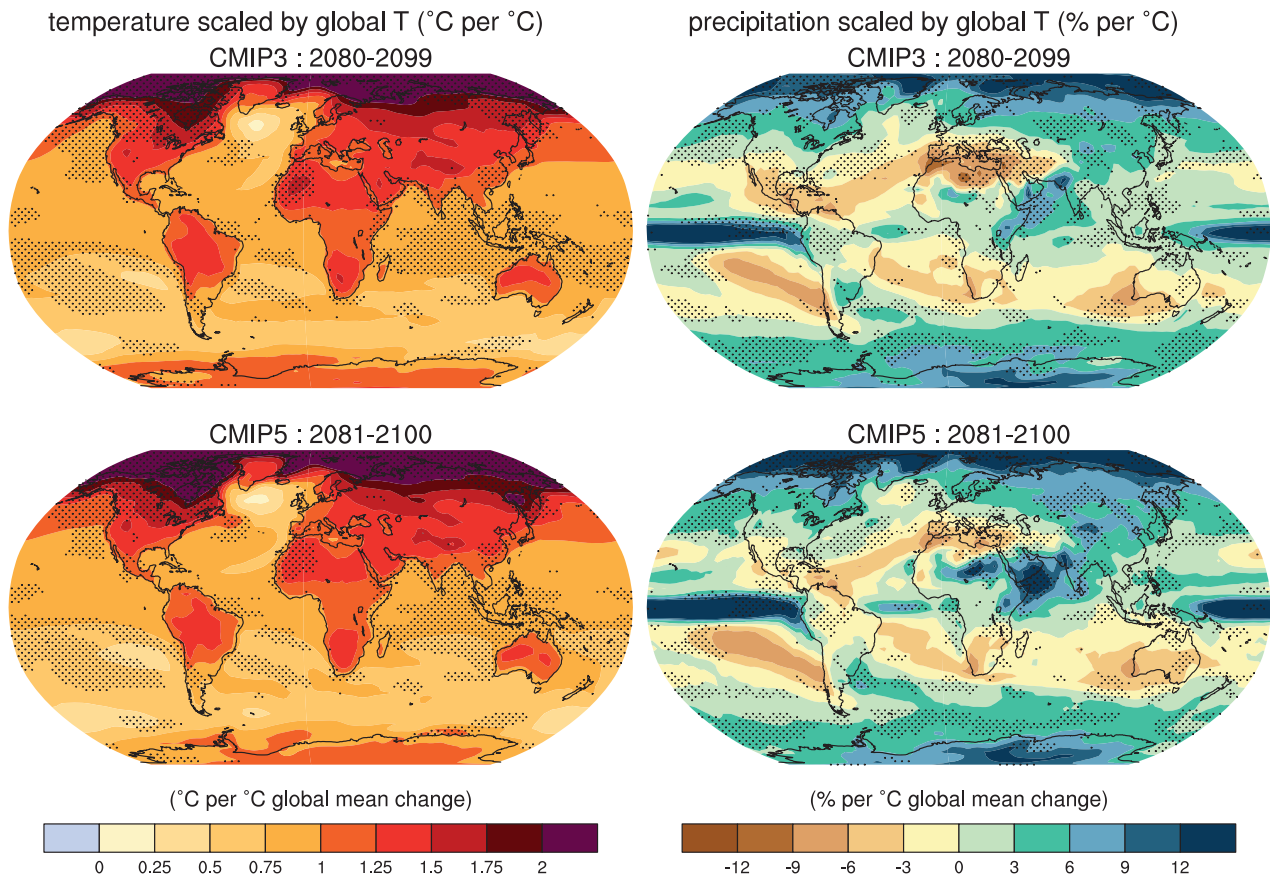 temperature scaled by global T (°C per °C)
precipitation scaled by global T (% per °C)
CMIP3 : 2080-2099
CMIP3 : 2080-2099
CMIP5 : 2081-2100
CMIP5 : 2081-2100
(°C per °C global mean change)
0 0.25 0.5 0.75 1 1.25 1.5 1.75 2
(% per °C global mean change)
-12 -9 -6 -3 0 3 6 9 12